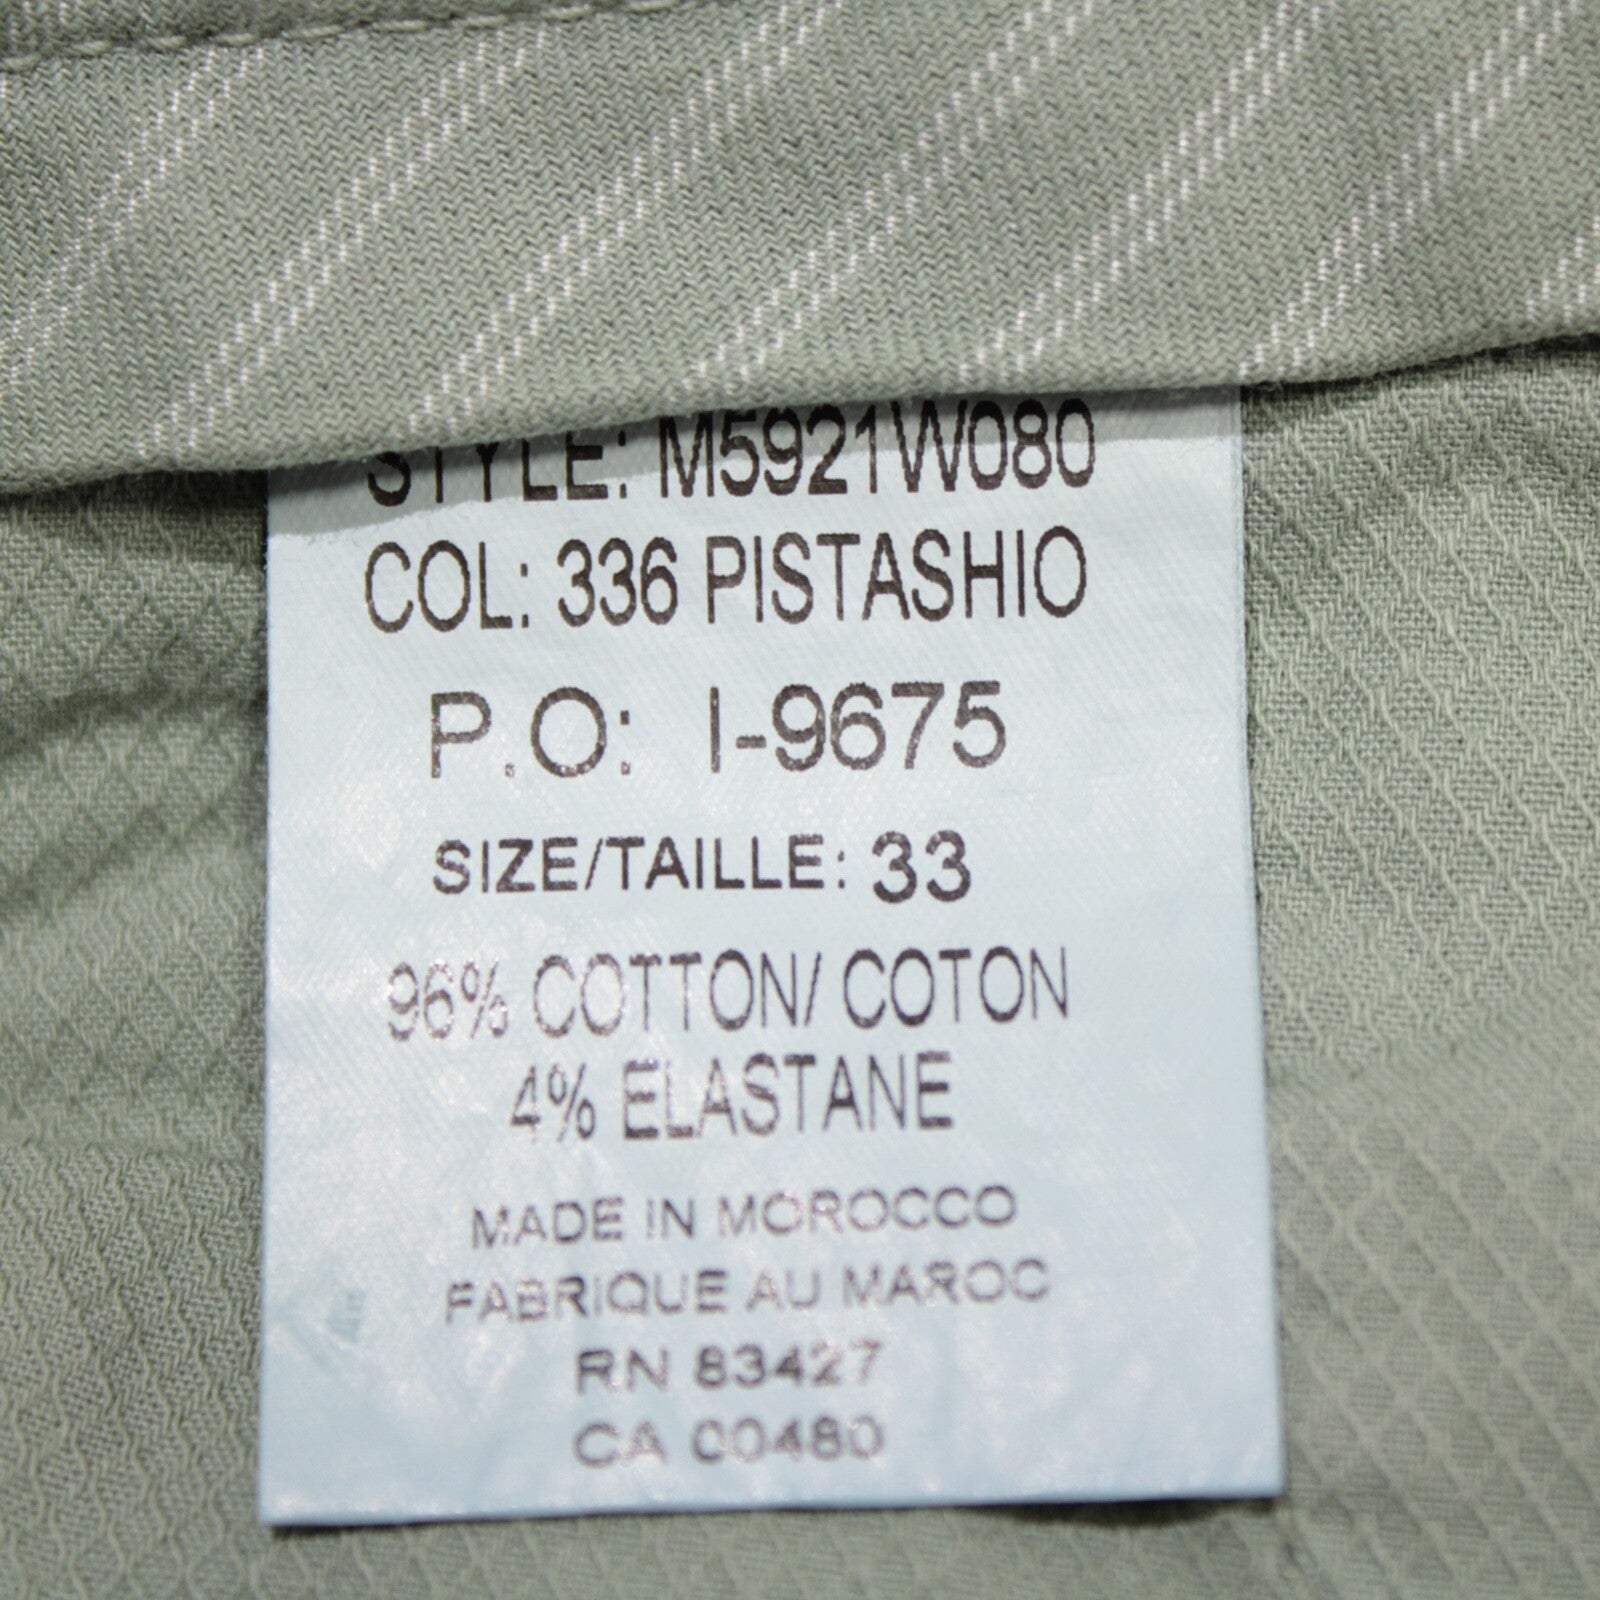 STYLE: M5921W080
COL: 336 PISTASHIO
P.O: I-9675
SIZE/TAILLE: 33
96% COTTON/ COTON
4% ELASTANE
MADE IN MOROCCO
FABRIQUE AU MAROC
RN 83427
CA 00480